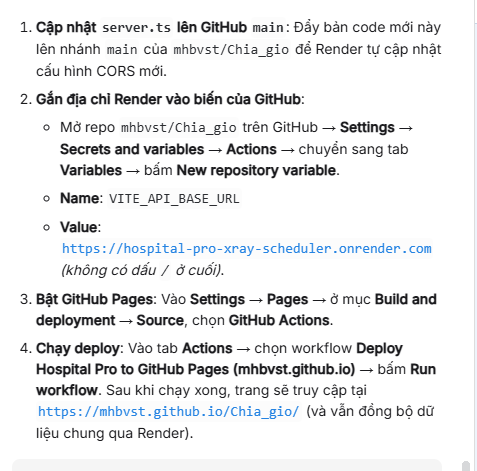 1. Cập nhật server.ts lên GitHub main: Đẩy bản code mới này
lên nhánh main của mhbvst/Chia_gio để Render tự cập nhật
cấu hình CORS mới.
2. Gắn địa chỉ Render vào biến của GitHub:
Mở repo mhbvst/Chia_gio trên GitHub → Settings →
Secrets and variables → Actions → chuyển sang tab
Variables → bấm New repository variable.
Name: VITE_API_BASE_URL
Value:
https://hospital-pro-xray-scheduler.onrender.com
(không có dấu / ở cuối).
3. Bật GitHub Pages: Vào Settings → Pages → ở mục Build and
deployment → Source, chọn GitHub Actions.
4. Chạy deploy: Vào tab Actions → chọn workflow Deploy
Hospital Pro to GitHub Pages (mhbvst.github.io) → bấm Run
workflow. Sau khi chạy xong, trang sẽ truy cập tại
https://mhbvst.github.io/Chia_gio/ (và vẫn đồng bộ dữ
liệu chung qua Render).